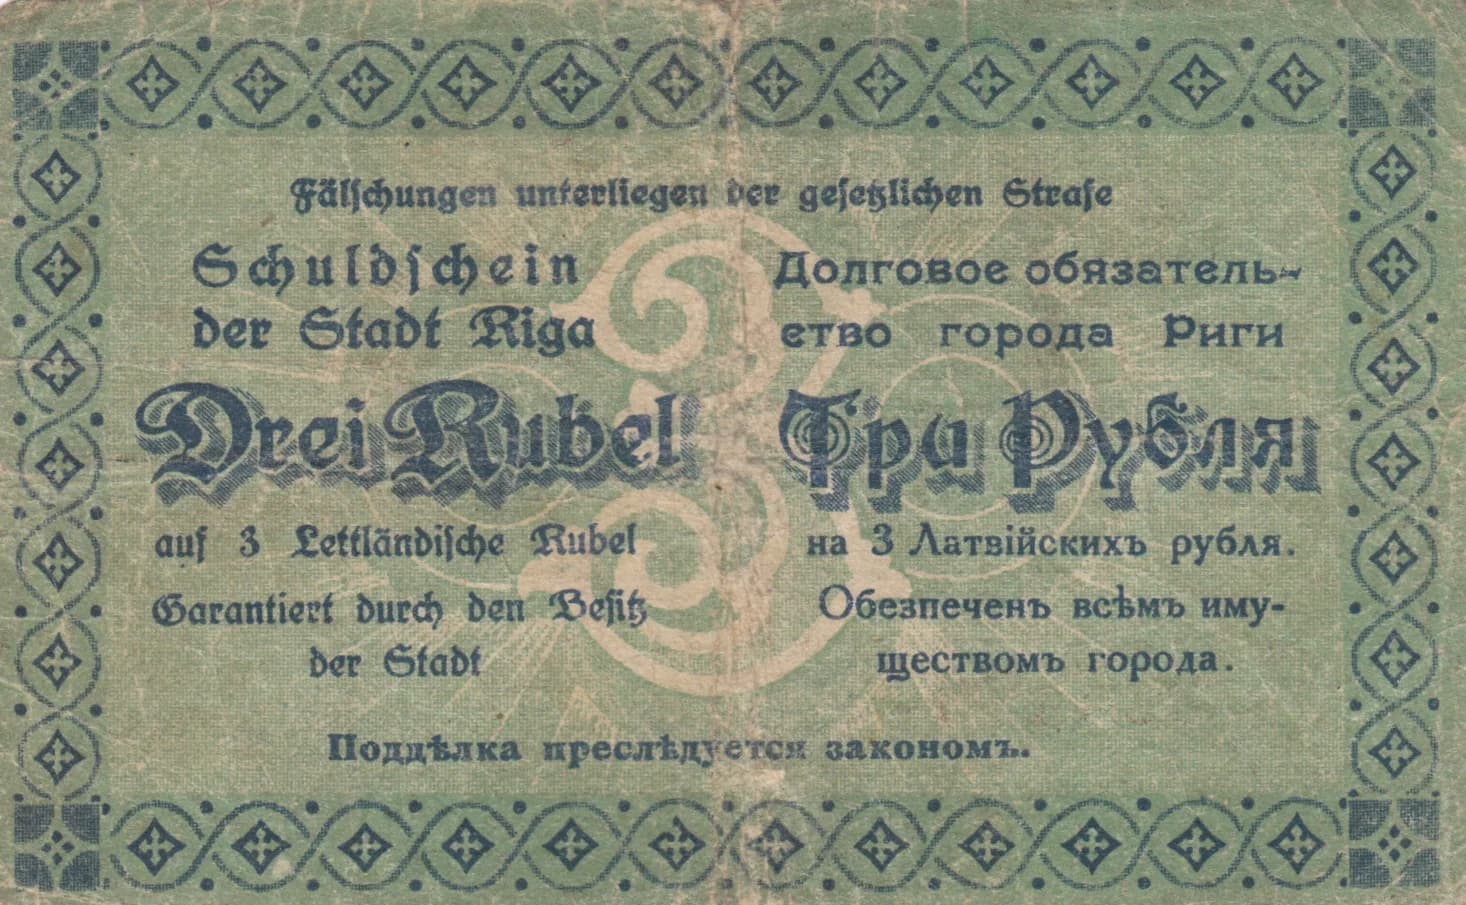 Fälschungen unterliegen der gesetzlichen Strafe
Schuldschein
der Stadt Riga
Drei Rubel
auf 3 Lettländische Rubel
Garantiert durch den Besitz
der Stadt
Долговое обязатель-
ство города Риги
Три Рубля
на 3 Латвійскихъ рубля.
Обезпеченъ всѣмъ иму-
ществомъ города.
3
Поддѣлка преслѣдуется закономъ.